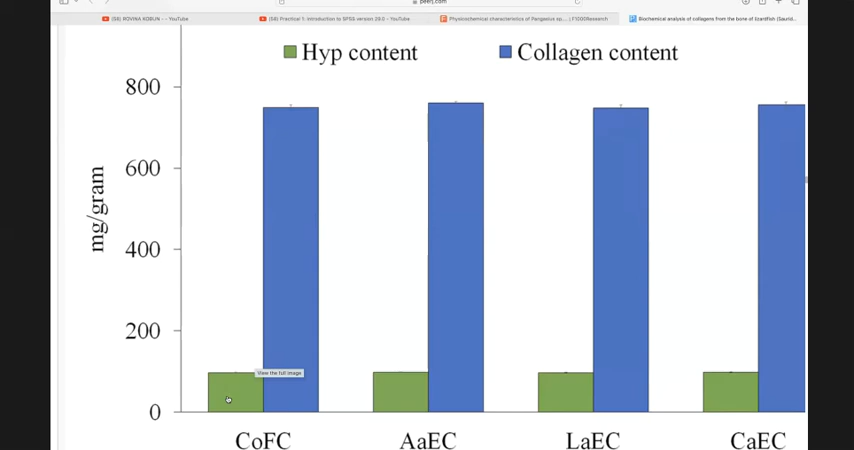 peerj.com
(58) ROVINA KOBUN - - YouTube
(58) Practical 1: Introduction to SPSS version 29.0 - YouTube
Physicochemical characteristics of Pangasius sp.... | F1000Research
Biochemical analysis of collagens from the bone of lizardfish (Saurid...
Hyp content
Collagen content
800
600
400
200
0
mg/gram
View the full image
CoFC
AaEC
LaEC
CaEC